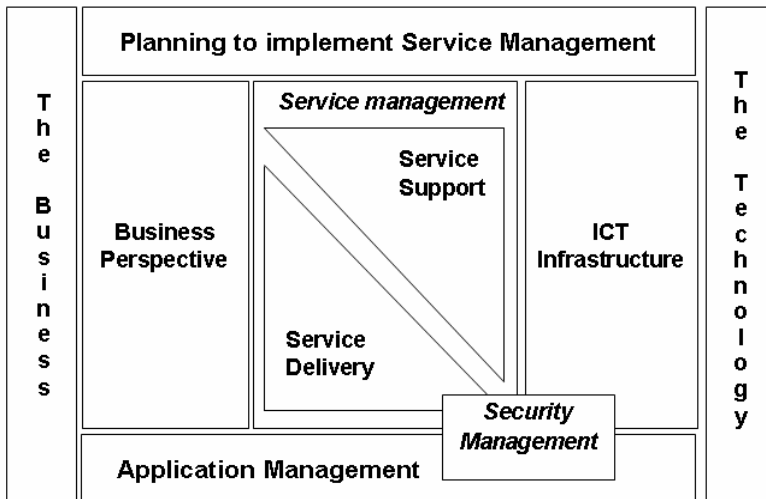 Planning to implement Service Management
The Business
Service management
Service
Support
Business
Perspective
ICT
Infrastructure
Service
Delivery
Security
Management
Application Management
The Technology